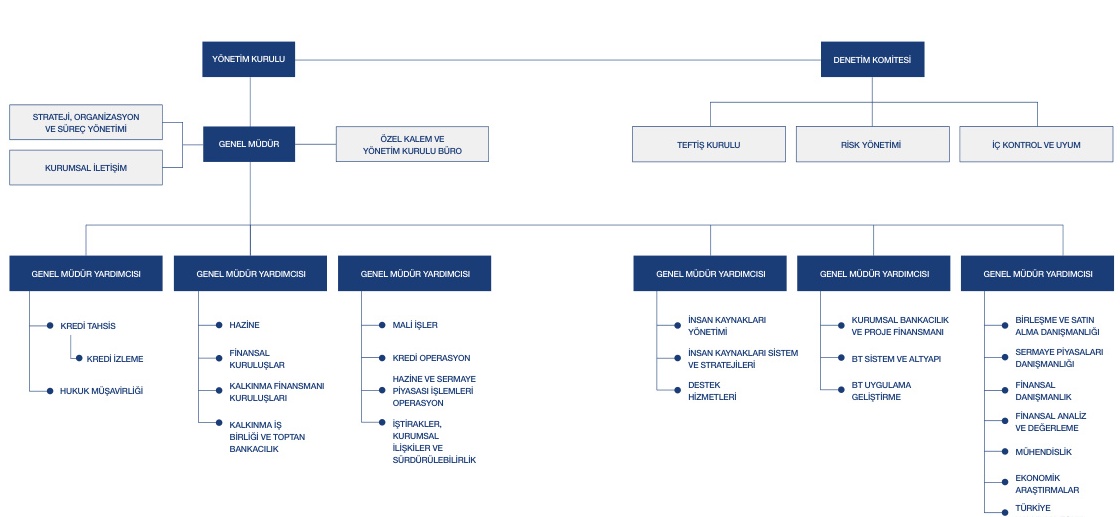 YÖNETİM KURULU
DENETİM KOMİTESİ
STRATEJİ, ORGANİZASYON
VE SÜREÇ YÖNETİMİ
KURUMSAL İLETİŞİM
GENEL MÜDÜR
ÖZEL KALEM VE
YÖNETİM KURULU BÜRO
TEFTİŞ KURULU
RİSK YÖNETİMİ
İÇ KONTROL VE UYUM
GENEL MÜDÜR YARDIMCISI
KREDİ TAHSİS
KREDİ İZLEME
HUKUK MÜŞAVİRLİĞİ
GENEL MÜDÜR YARDIMCISI
HAZİNE
FİNANSAL
KURULUŞLAR
KALKINMA FİNANSMANI
KURULUŞLARI
KALKINMA İŞ
BİRLİĞİ VE TOPTAN
BANKACILIK
GENEL MÜDÜR YARDIMCISI
MALİ İŞLER
KREDİ OPERASYON
HAZİNE VE SERMAYE
PİYASASI İŞLEMLERİ
OPERASYON
İŞTİRAKLER,
KURUMSAL
İLİŞKİLER VE
SÜRDÜRÜLEBİLİRLİK
GENEL MÜDÜR YARDIMCISI
İNSAN KAYNAKLARI
YÖNETİMİ
İNSAN KAYNAKLARI SİSTEM
VE STRATEJİLERİ
DESTEK
HİZMETLERİ
GENEL MÜDÜR YARDIMCISI
KURUMSAL BANKACILIK
VE PROJE FİNANSMANI
BT SİSTEM VE ALTYAPI
BT UYGULAMA
GELİŞTİRME
GENEL MÜDÜR YARDIMCISI
BİRLEŞME VE SATIN
ALMA DANIŞMANLIĞI
SERMAYE PİYASALARI
DANIŞMANLIĞI
FİNANSAL
DANIŞMANLIK
FİNANSAL ANALİZ
VE DEĞERLEME
MÜHENDİSLİK
EKONOMİK
ARAŞTIRMALAR
TÜRKİYE